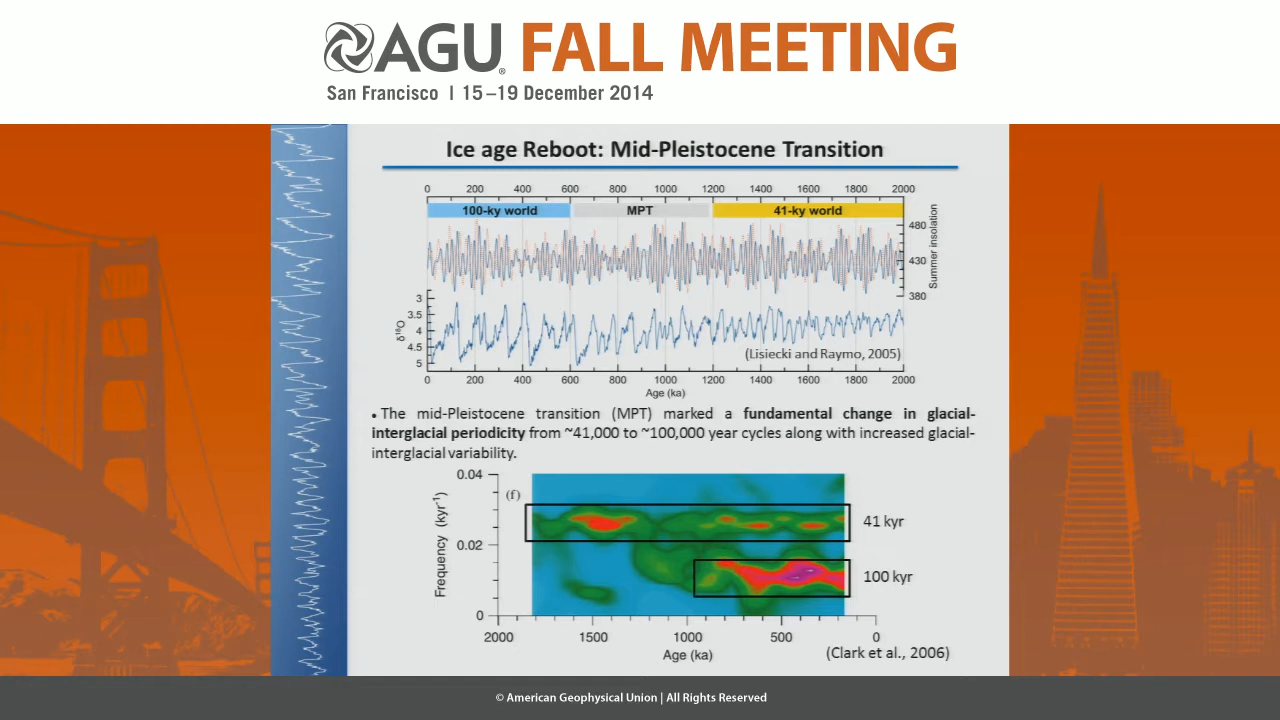 AGU FALL MEETING
San Francisco | 15–19 December 2014
Ice age Reboot: Mid-Pleistocene Transition
0 200 400 600 800 1000 1200 1400 1600 1800 2000
100-ky world MPT 41-ky world
480
430
380
Summer insolation
3
3.5
4
4.5
5
δ¹⁸O
(Lisiecki and Raymo, 2005)
0 200 400 600 800 1000 1200 1400 1600 1800 2000
Age (ka)
• The mid-Pleistocene transition (MPT) marked a fundamental change in glacial-
interglacial periodicity from ~41,000 to ~100,000 year cycles along with increased glacial-
interglacial variability.
0.04
0.02
0
Frequency (kyr⁻¹)
(f)
41 kyr
100 kyr
2000 1500 1000 500 0
Age (ka)
(Clark et al., 2006)
© American Geophysical Union | All Rights Reserved